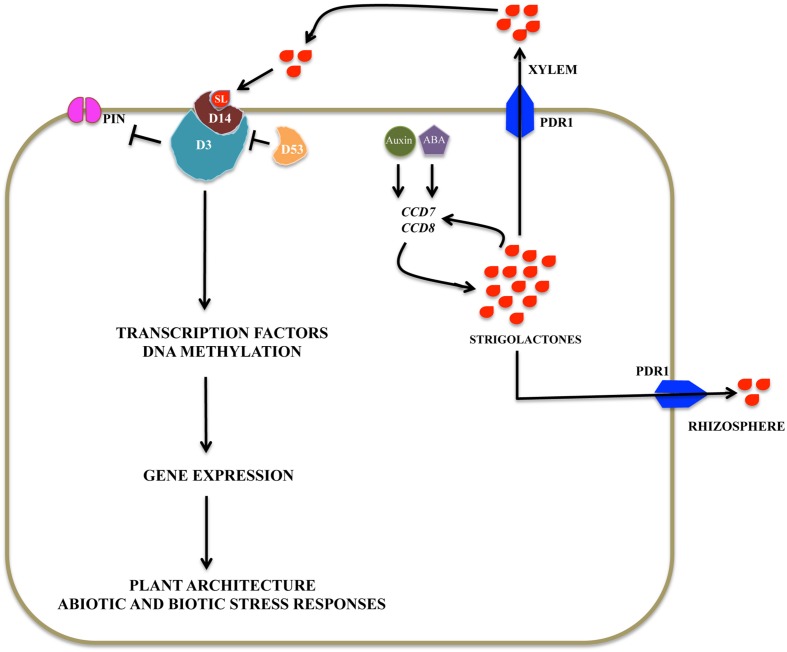 XYLEM
PDR1
SL
D14
PIN
D3
D53
Auxin
ABA
CCD7
CCD8
TRANSCRIPTION FACTORS
DNA METHYLATION
STRIGOLACTONES
PDR1
RHIZOSPHERE
GENE EXPRESSION
PLANT ARCHITECTURE
ABIOTIC AND BIOTIC STRESS RESPONSES